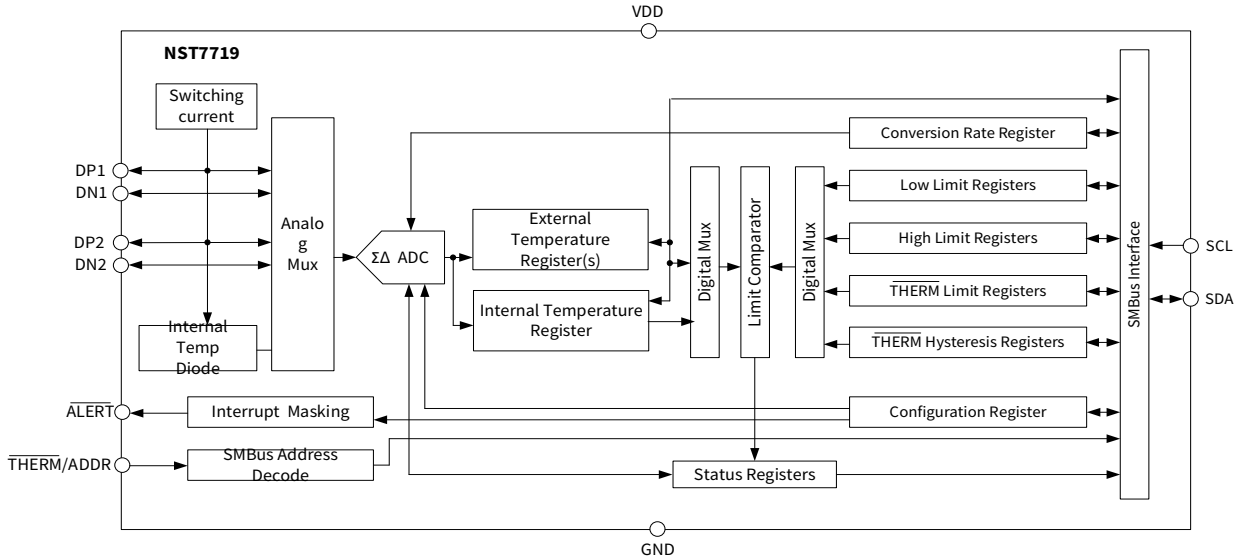 VDD
NST7719
Switching
current
Conversion Rate Register
DP1
DN1
Low Limit Registers
External
Temperature
Register(s)
Analo
g
Mux
DP2
DN2
ΣΔ ADC
Digital Mux
Limit Comparator
Digital Mux
High Limit Registers
SMBus Interface
SCL
SDA
THERM Limit Registers
Internal Temperature
Register
Internal
Temp
Diode
THERM Hysteresis Registers
ALERT
Interrupt Masking
Configuration Register
THERM/ADDR
SMBus Address
Decode
Status Registers
GND